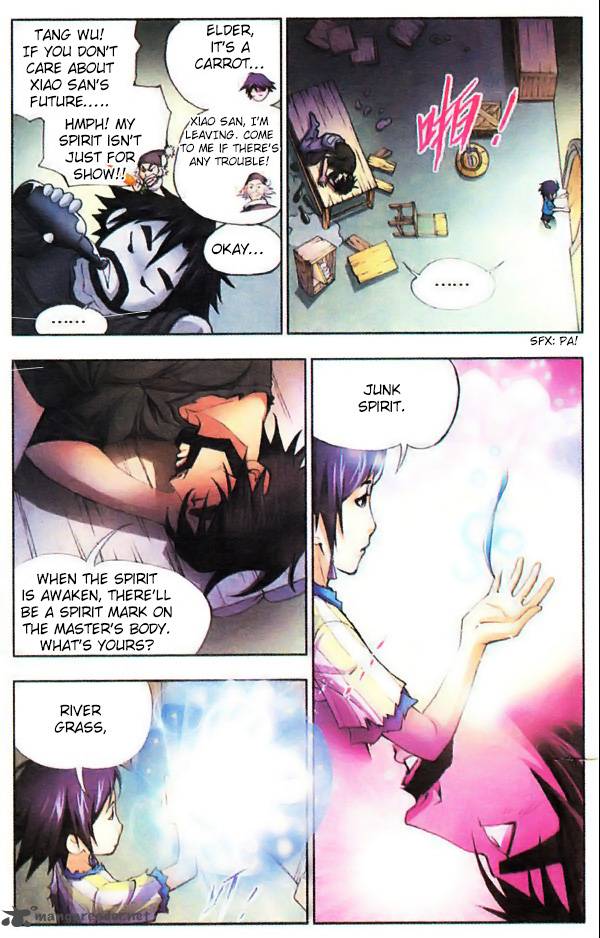 TANG WU!
IF YOU DON'T
CARE ABOUT
XIAO SAN'S
FUTURE.....
HMPH! MY
SPIRIT ISN'T
JUST FOR
SHOW!!
ELDER,
IT'S A
CARROT...
XIAO SAN, I'M
LEAVING. COME
TO ME IF THERE'S
ANY TROUBLE!
OKAY...
......
啪!
......
SFX: PA!
WHEN THE SPIRIT
IS AWAKEN, THERE'LL
BE A SPIRIT MARK ON
THE MASTER'S BODY.
WHAT'S YOURS?
JUNK
SPIRIT.
RIVER
GRASS,
mangareader.net